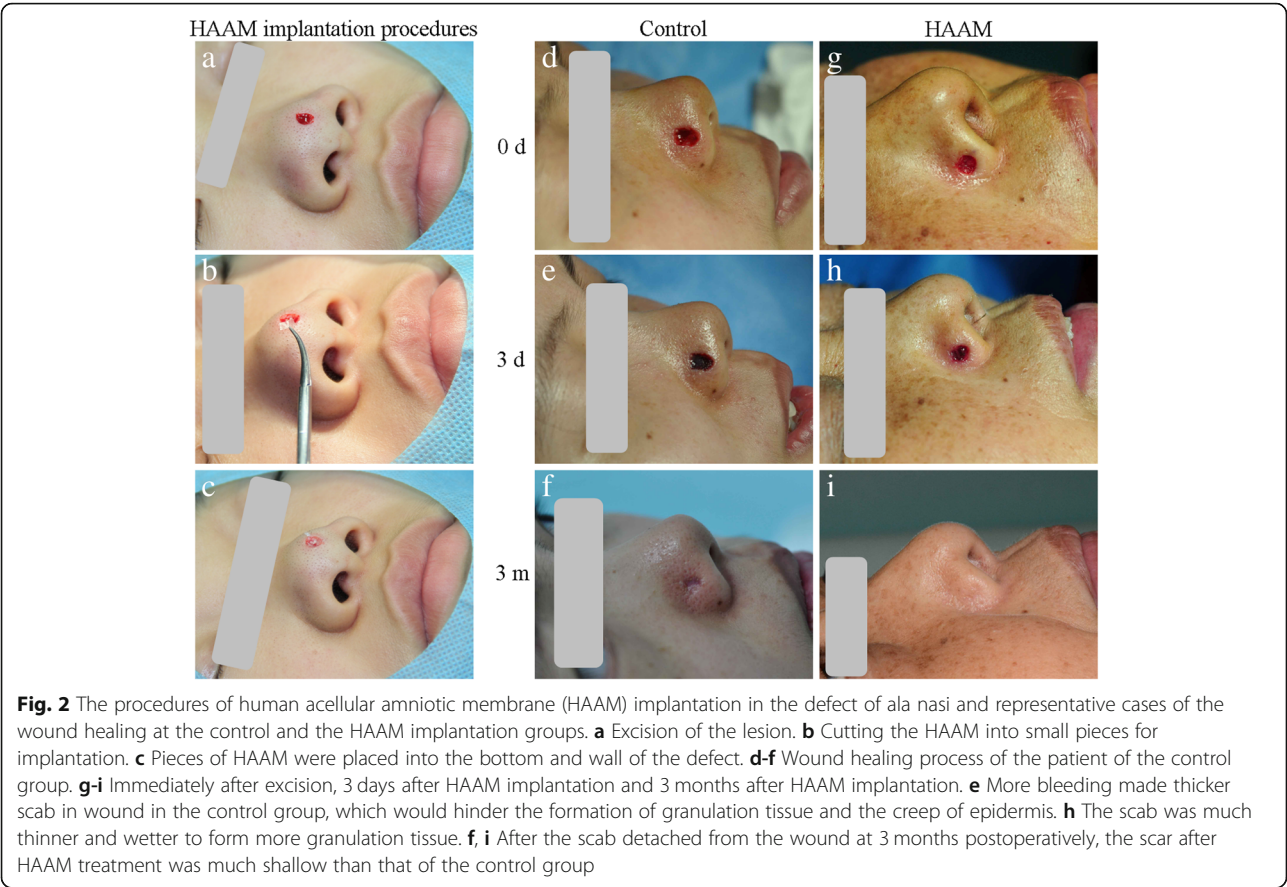 HAAM implantation procedures
Control
HAAM
a
d
g
0 d
b
e
h
3 d
c
f
i
3 m
Fig. 2 The procedures of human acellular amniotic membrane (HAAM) implantation in the defect of ala nasi and representative cases of the
wound healing at the control and the HAAM implantation groups. a Excision of the lesion. b Cutting the HAAM into small pieces for
implantation. c Pieces of HAAM were placed into the bottom and wall of the defect. d-f Wound healing process of the patient of the control
group. g-i Immediately after excision, 3 days after HAAM implantation and 3 months after HAAM implantation. e More bleeding made thicker
scab in wound in the control group, which would hinder the formation of granulation tissue and the creep of epidermis. h The scab was much
thinner and wetter to form more granulation tissue. f, i After the scab detached from the wound at 3 months postoperatively, the scar after
HAAM treatment was much shallow than that of the control group